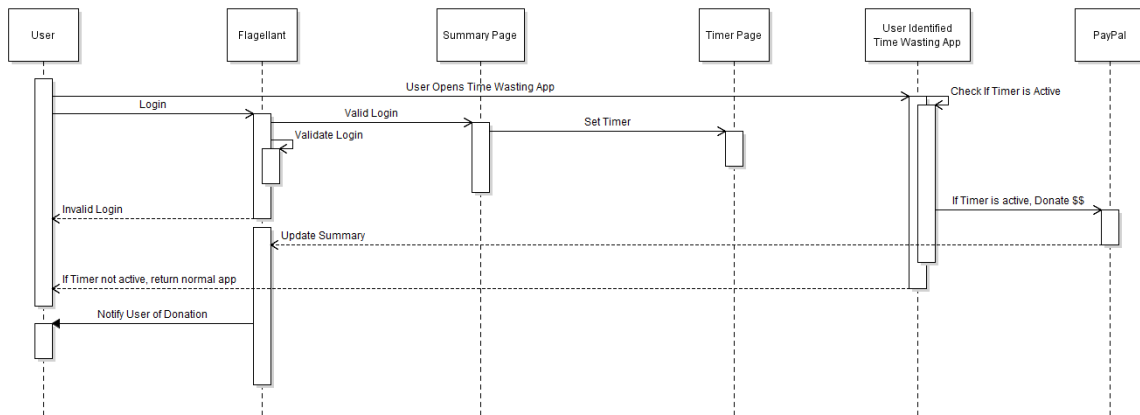 User
Flagellant
Summary Page
Timer Page
User Identified
Time Wasting App
PayPal
User Opens Time Wasting App
Check If Timer is Active
Login
Valid Login
Set Timer
Validate Login
If Timer is active, Donate $$
Invalid Login
Update Summary
If Timer not active, return normal app
Notify User of Donation